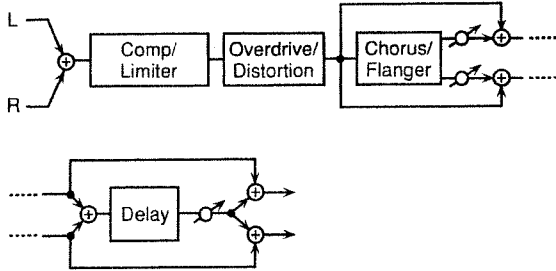 L
R
Comp/
Limiter
Overdrive/
Distortion
Chorus/
Flanger
Delay